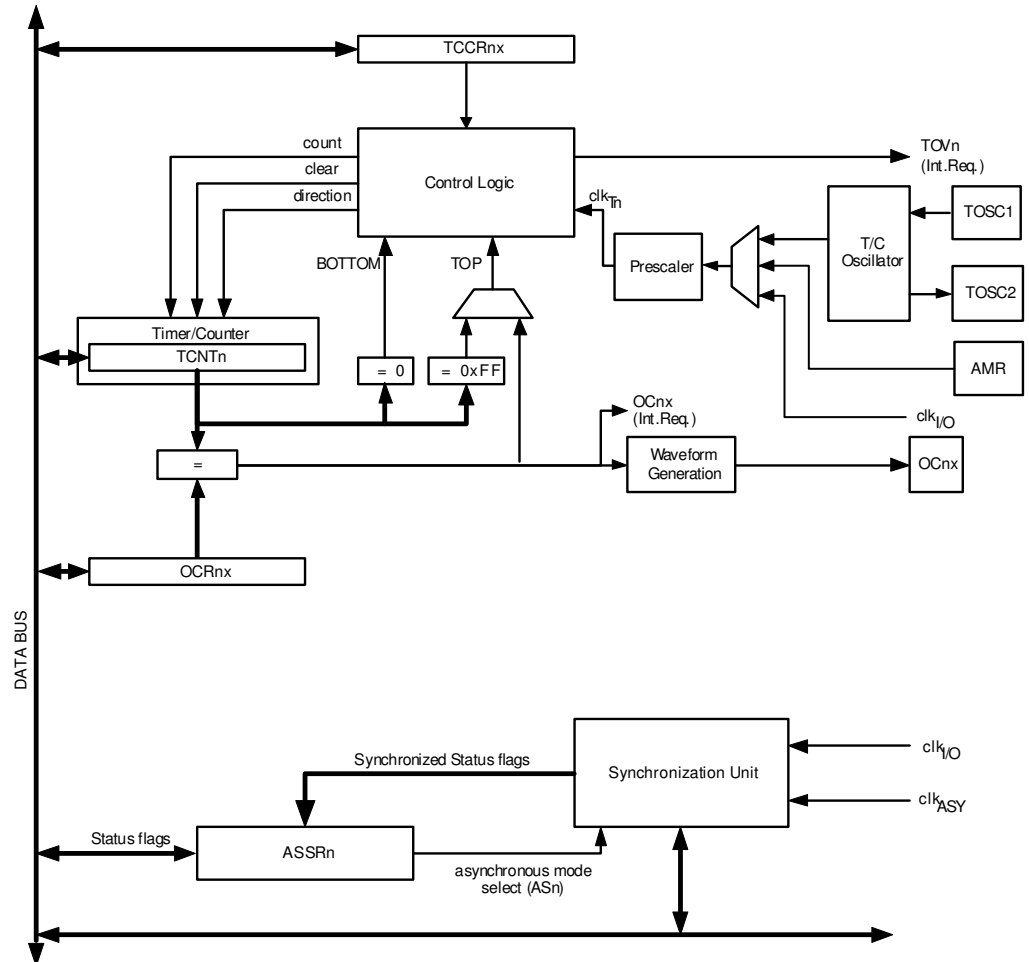 TCCRnx
count
clear
direction
Control Logic
TOVn
(Int.Req.)
clkTn
TOSC1
T/C
Oscillator
TOSC2
Prescaler
BOTTOM
TOP
Timer/Counter
TCNTn
= 0
= 0xFF
AMR
clkI/O
OCnx
(Int.Req.)
=
Waveform
Generation
OCnx
OCRnx
DATA BUS
Synchronized Status flags
Synchronization Unit
clkI/O
clkASY
Status flags
ASSRn
asynchronous mode
select (ASn)